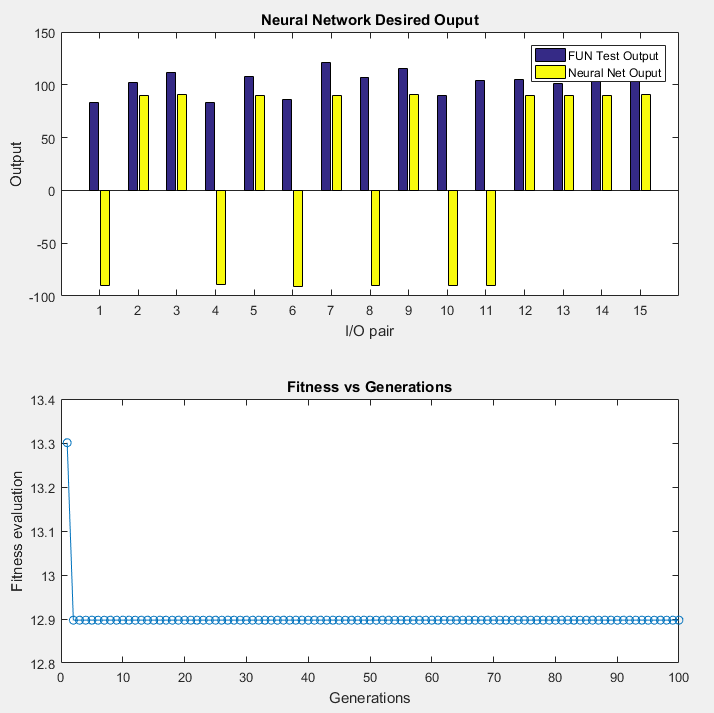 Neural Network Desired Ouput
150
100
50
0
-50
-100
Output
FUN Test Output
Neural Net Ouput
1 2 3 4 5 6 7 8 9 10 11 12 13 14 15
I/O pair
Fitness vs Generations
13.4
13.3
13.2
13.1
13
12.9
12.8
Fitness evaluation
0 10 20 30 40 50 60 70 80 90 100
Generations